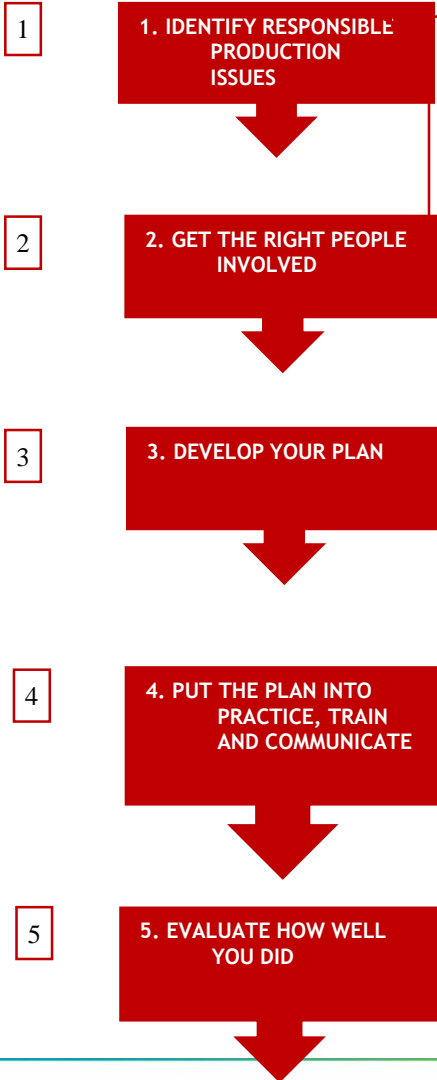 1
1. IDENTIFY RESPONSIBLE
PRODUCTION
ISSUES
2
2. GET THE RIGHT PEOPLE
INVOLVED
3
3. DEVELOP YOUR PLAN
4
4. PUT THE PLAN INTO
PRACTICE, TRAIN
AND COMMUNICATE
5
5. EVALUATE HOW WELL
YOU DID